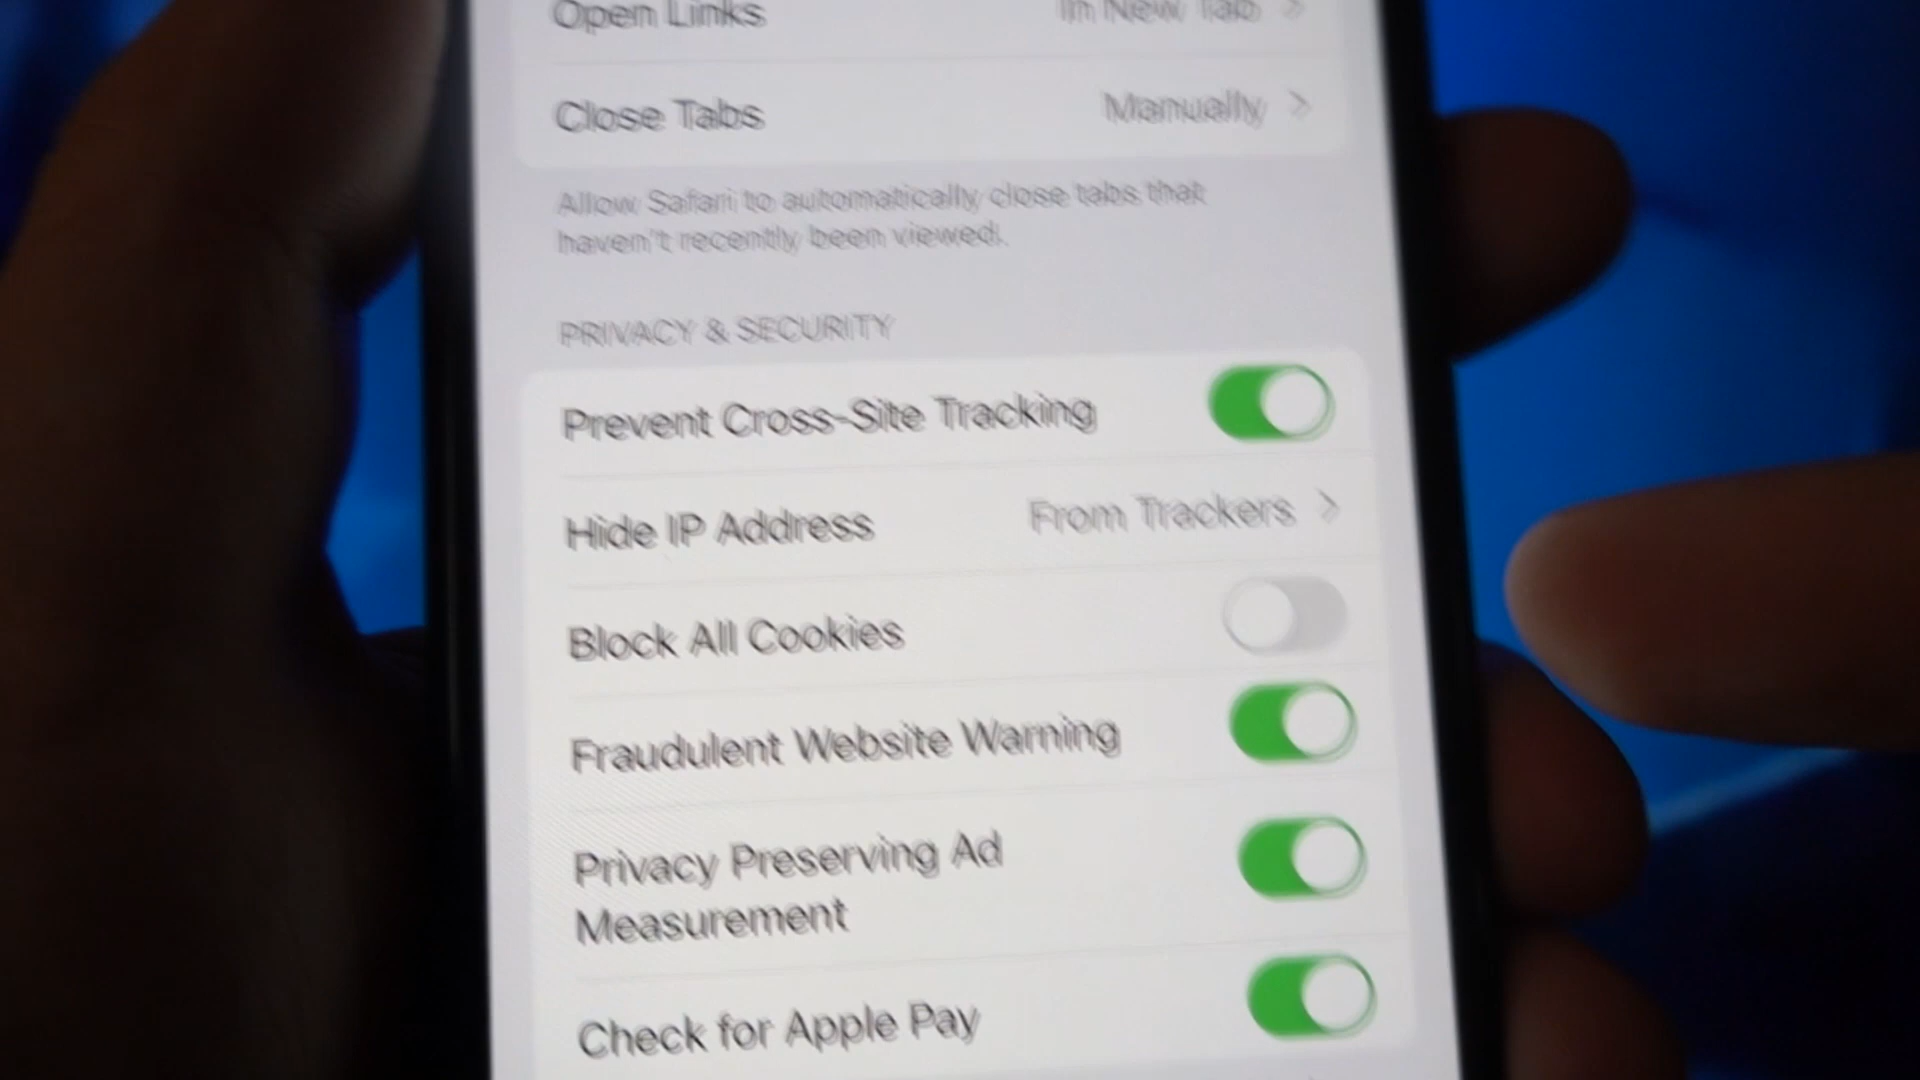 Open Links In New Tab
Close Tabs Manually
Allow Safari to automatically close tabs that
haven't recently been viewed.
PRIVACY & SECURITY
Prevent Cross-Site Tracking
Hide IP Address From Trackers
Block All Cookies
Fraudulent Website Warning
Privacy Preserving Ad
Measurement
Check for Apple Pay